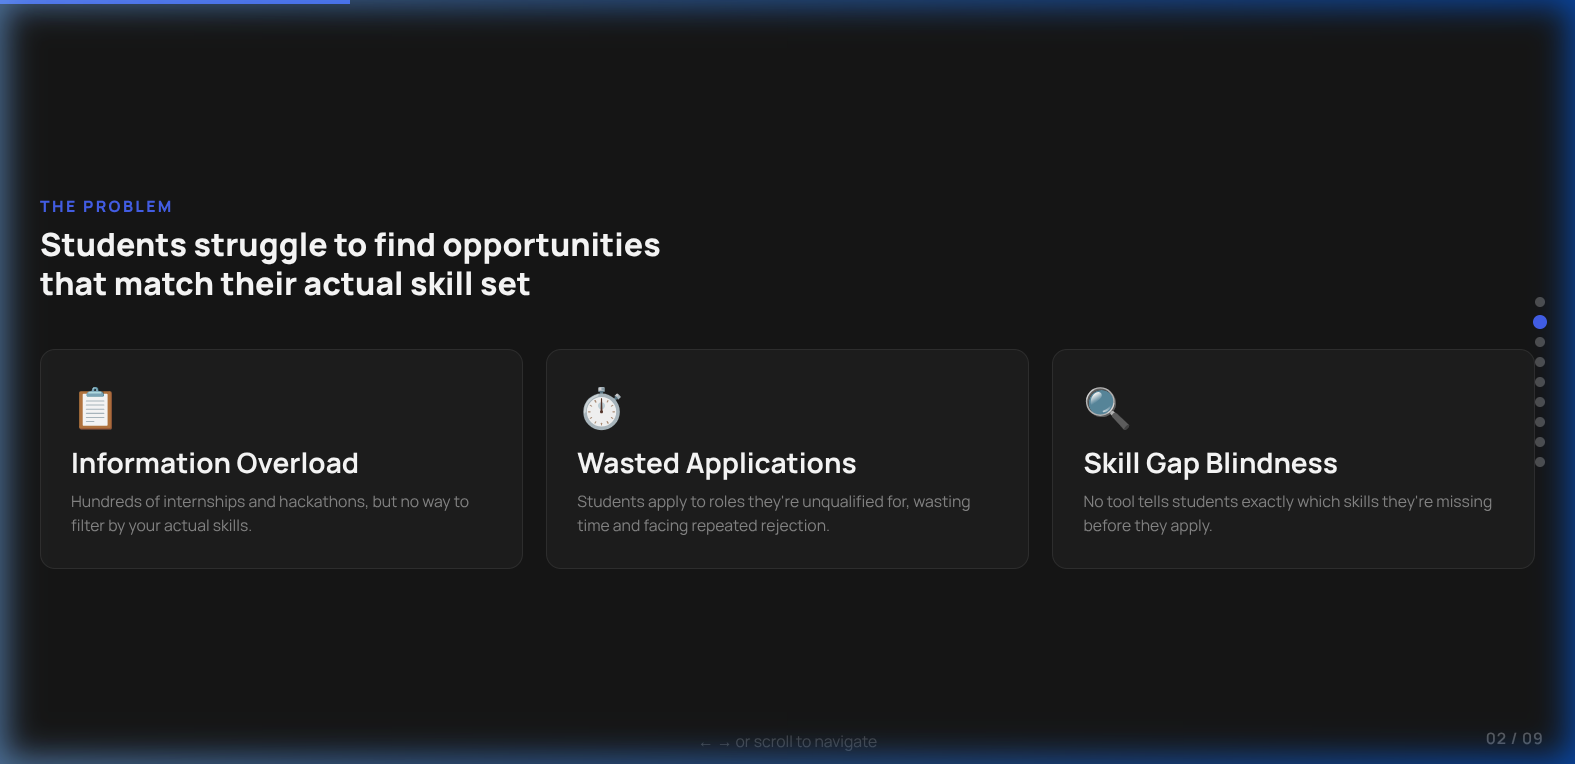 THE PROBLEM
Students struggle to find opportunities
that match their actual skill set
Information Overload
Hundreds of internships and hackathons, but no way to
filter by your actual skills.
Wasted Applications
Students apply to roles they're unqualified for, wasting
time and facing repeated rejection.
Skill Gap Blindness
No tool tells students exactly which skills they're missing
before they apply.
← → or scroll to navigate
02 / 09